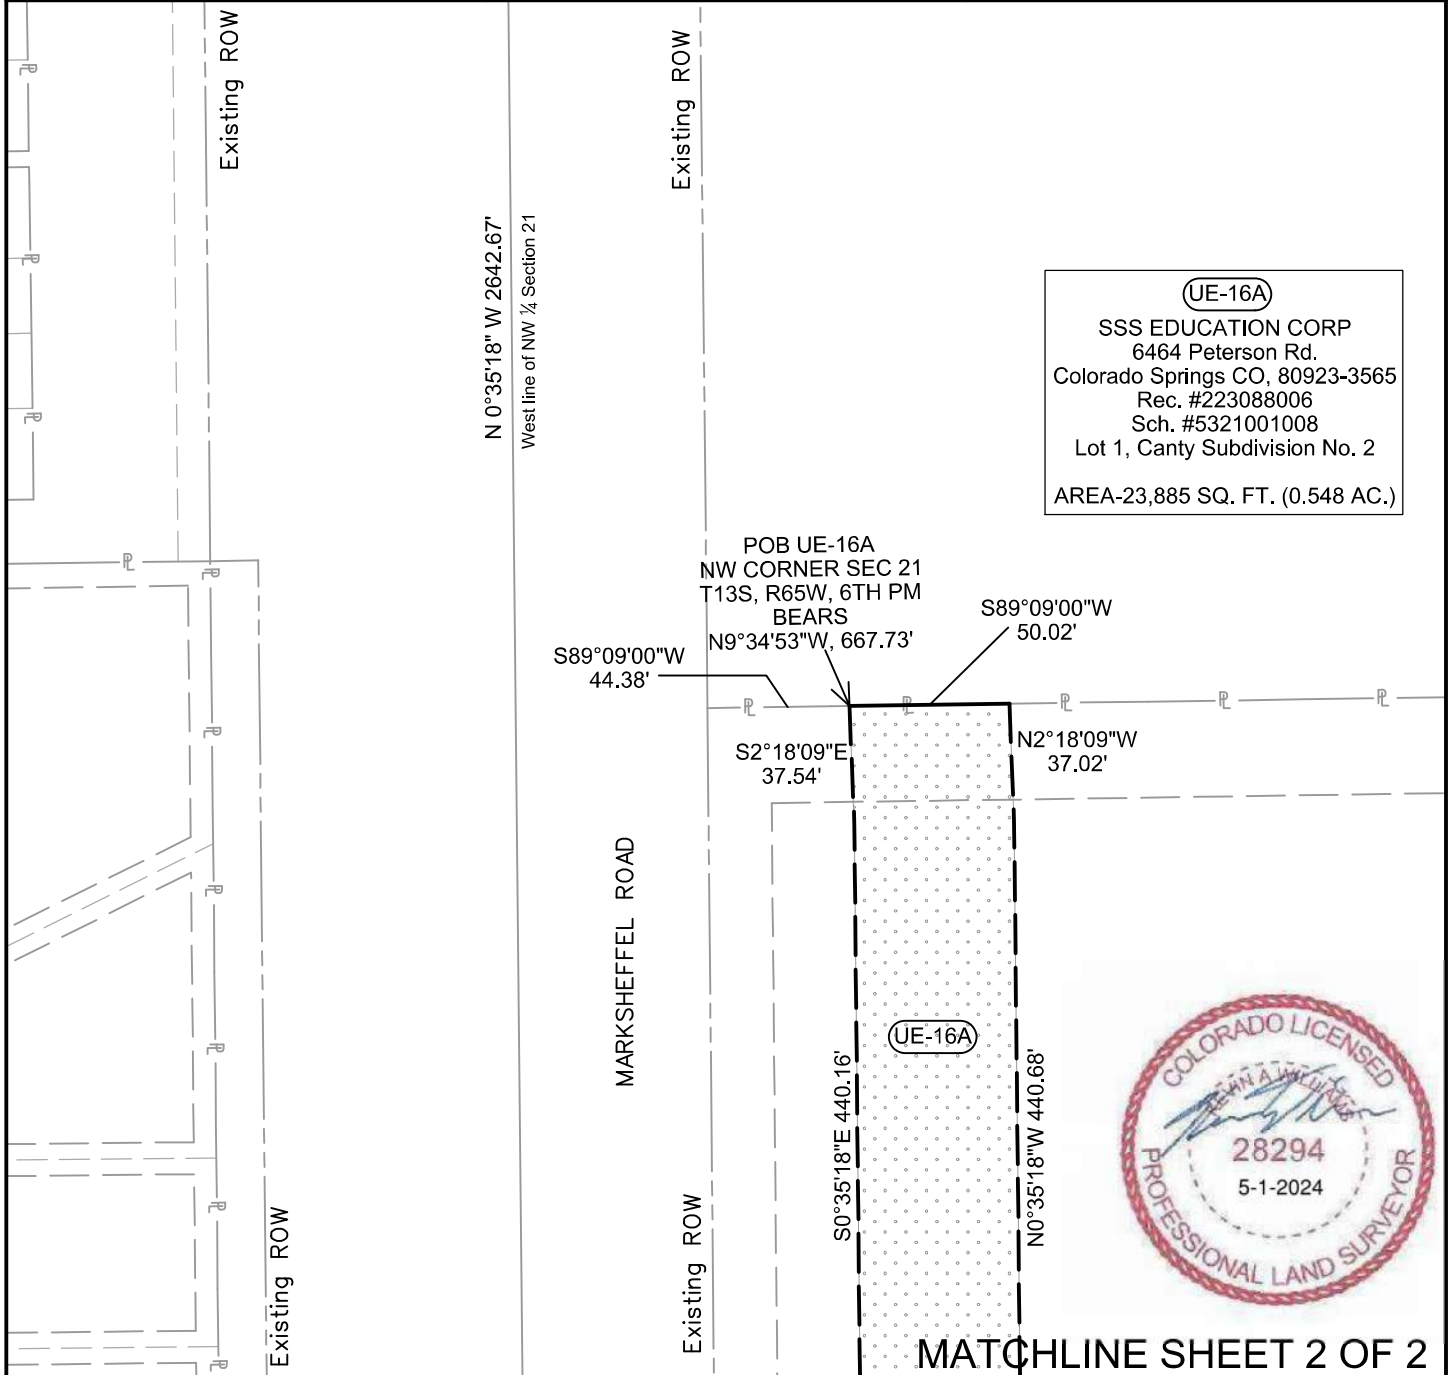 Existing ROW
Existing ROW
N 0°35'18" W 2642.67'
West line of NW ¼ Section 21
UE-16A
SSS EDUCATION CORP
6464 Peterson Rd.
Colorado Springs CO, 80923-3565
Rec. #223088006
Sch. #5321001008
Lot 1, Canty Subdivision No. 2
AREA-23,885 SQ. FT. (0.548 AC.)
POB UE-16A
NW CORNER SEC 21
T13S, R65W, 6TH PM
BEARS
N9°34'53"W, 667.73'
S89°09'00"W
50.02'
S89°09'00"W
44.38'
S2°18'09"E
37.54'
N2°18'09"W
37.02'
MARKSHEFFEL ROAD
UE-16A
S0°35'18"E 440.16'
N0°35'18"W 440.68'
COLORADO LICENSED
KEVIN A WILLIAMS
28294
5-1-2024
PROFESSIONAL LAND SURVEYOR
Existing ROW
Existing ROW
MATCHLINE SHEET 2 OF 2